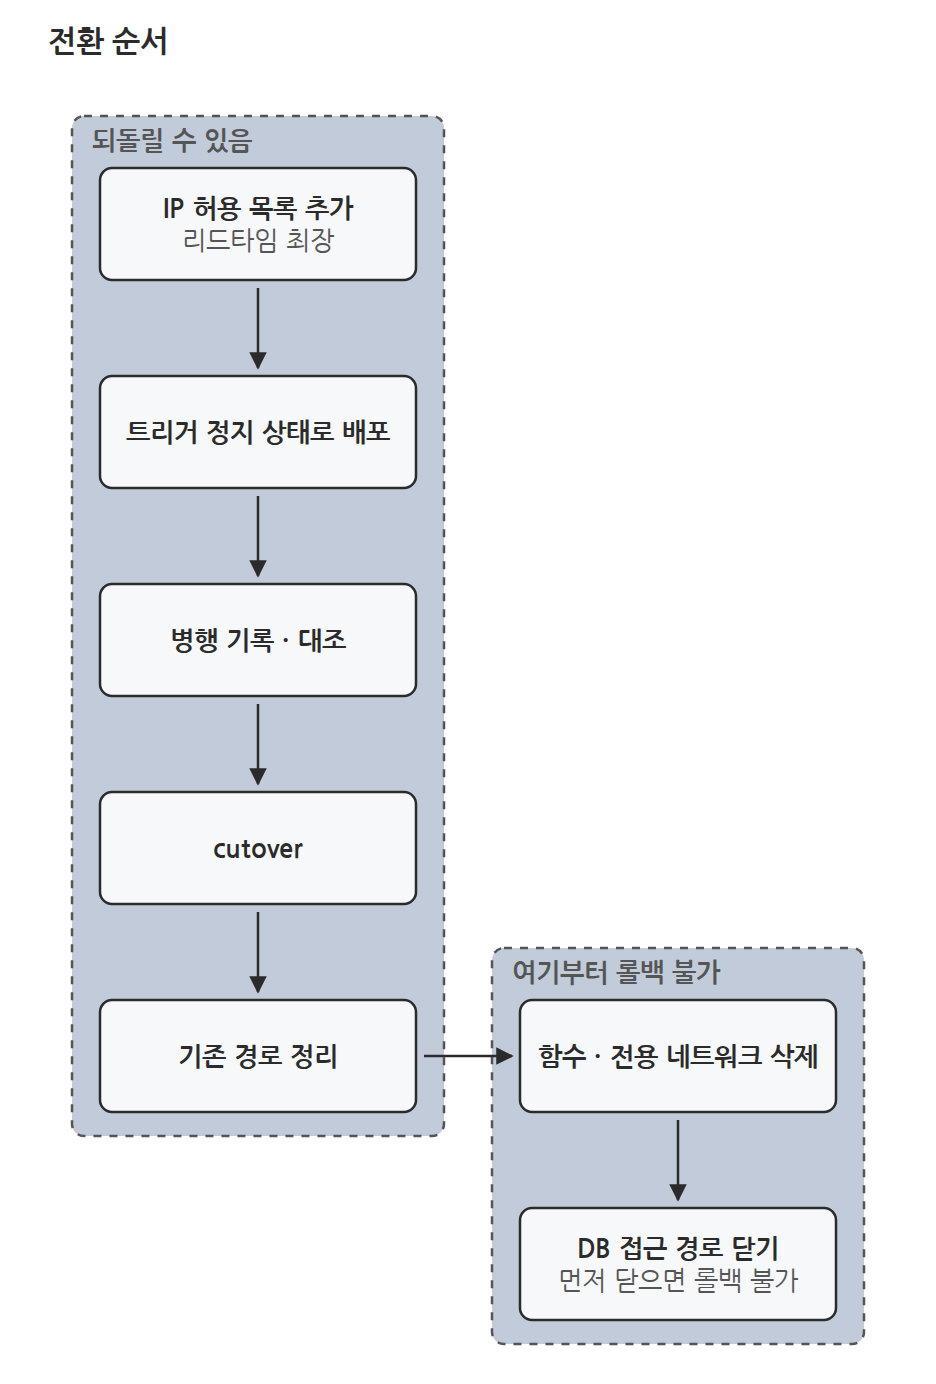 전환 순서
되돌릴 수 있음
IP 허용 목록 추가
리드타임 최장
트리거 정지 상태로 배포
병행 기록 · 대조
cutover
기존 경로 정리
여기부터 롤백 불가
함수 · 전용 네트워크 삭제
DB 접근 경로 닫기
먼저 닫으면 롤백 불가